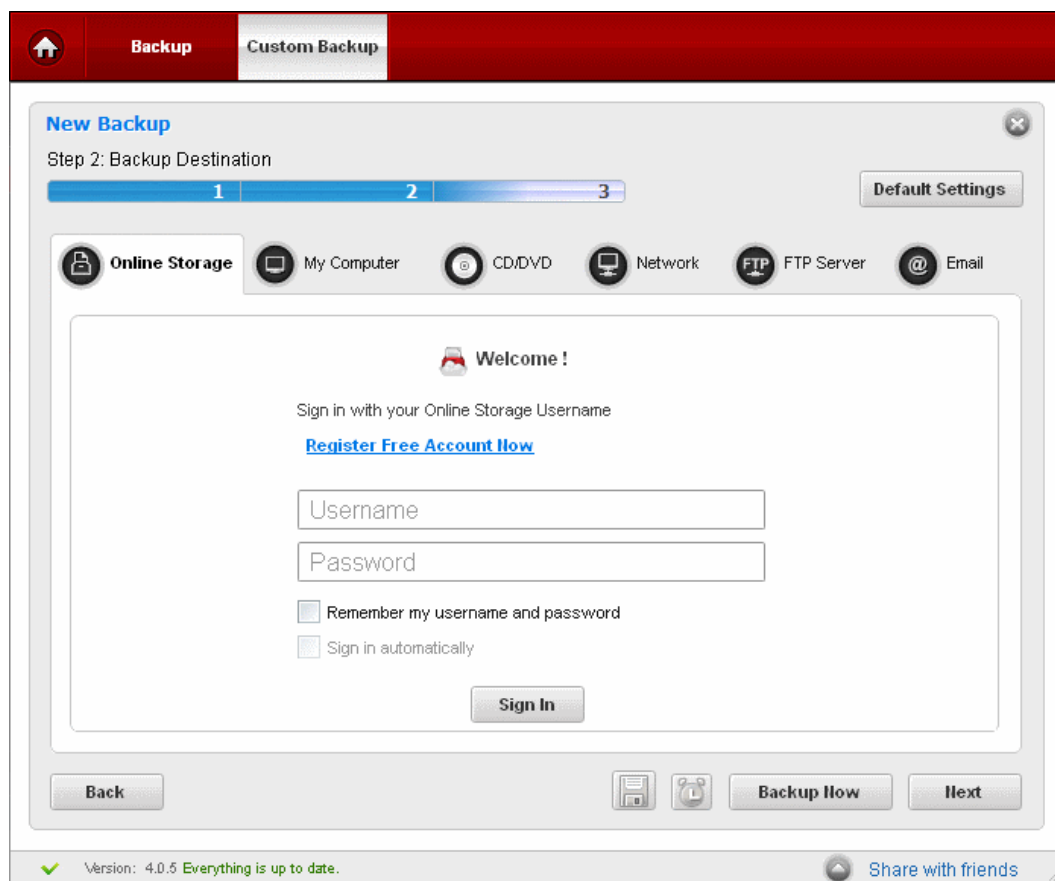 Backup
Custom Backup
New Backup
Step 2: Backup Destination
1 2 3
Default Settings
Online Storage
My Computer
CD/DVD
Network
FTP
FTP Server
@
Email
Welcome !
Sign in with your Online Storage Username
Register Free Account Now
Username
Password
Remember my username and password
Sign in automatically
Sign In
Back
Backup Now
Next
Version: 4.0.5 Everything is up to date.
Share with friends